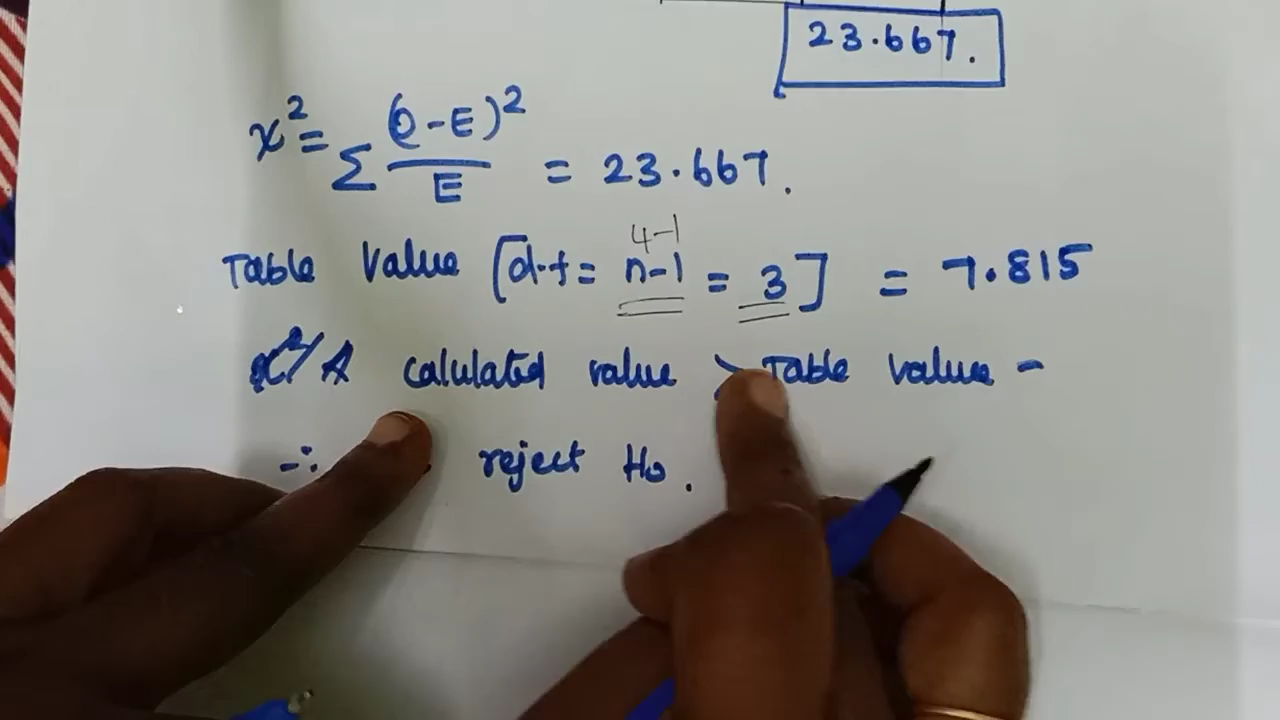 23.667.
x² = Σ (O-E)²/E = 23.667.
4-1
Table Value [d.f = n-1 = 3] = 7.815
calulated value > Table value -
∴ reject H₀.